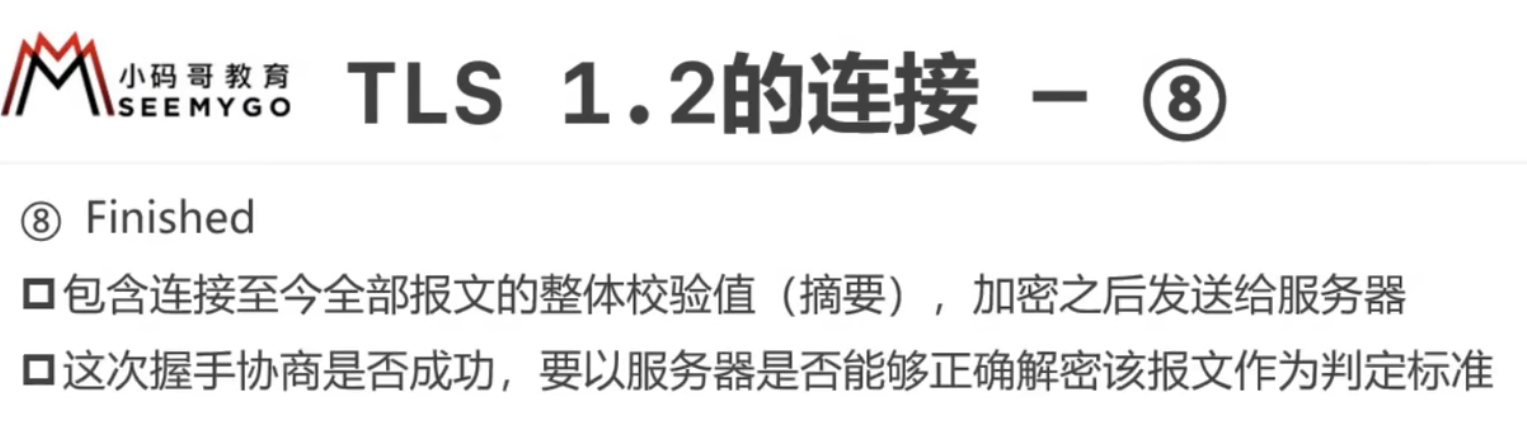 小码哥教育
SEEMYGO
TLS 1.2的连接 – ⑧
⑧ Finished
包含连接至今全部报文的整体校验值（摘要），加密之后发送给服务器
这次握手协商是否成功，要以服务器是否能够正确解密该报文作为判定标准